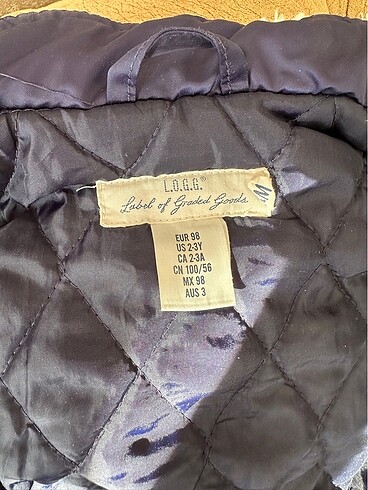 L.O.G.G.®
Label of Graded Goods
EUR 98
US 2-3Y
CA 2-3A
CN 100/56
MX 98
AUS 3